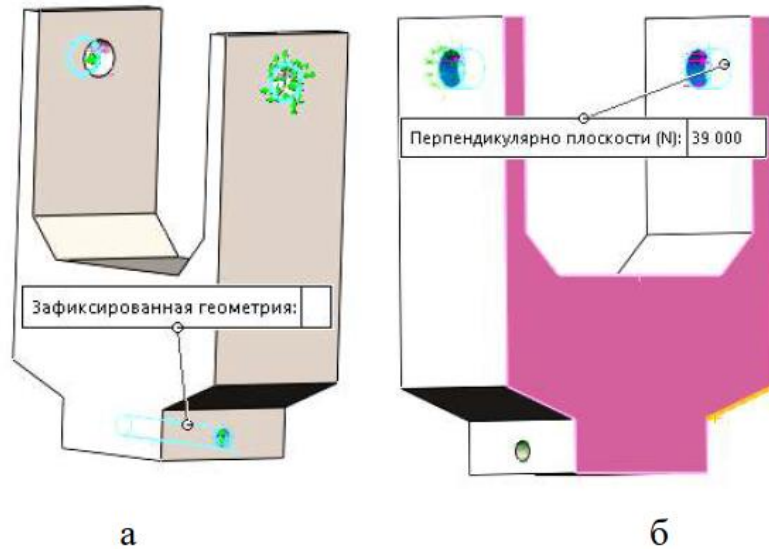 Перпендикулярно плоскости (N): 39 000
Зафиксированная геометрия:
а
б